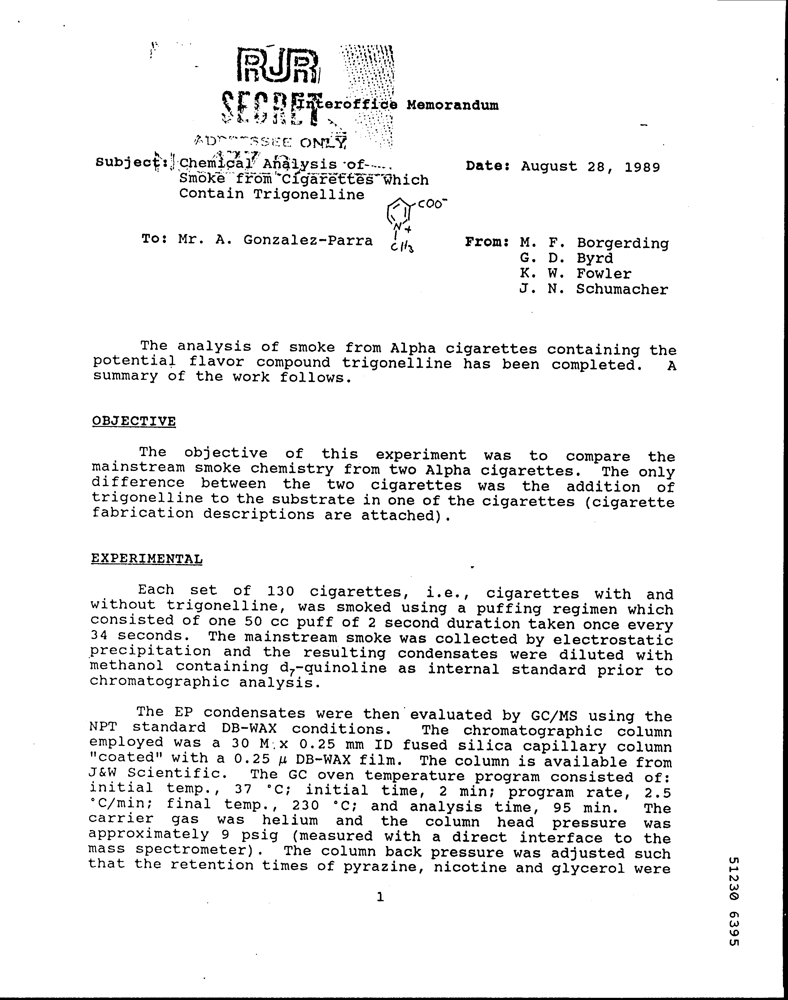 RJR
SECRET
Interoffice Memorandum
ADDRESSEE ONLY
Subject: Chemical Analysis of
Smoke from Cigarettes Which
Contain Trigonelline
Date: August 28, 1989
COO-
N+
CH3
To: Mr. A. Gonzalez-Parra
From: M. F. Borgerding
G. D. Byrd
K. W. Fowler
J. N. Schumacher
The analysis of smoke from Alpha cigarettes containing the
potential flavor compound trigonelline has been completed. A
summary of the work follows.
OBJECTIVE
The objective of this experiment was to compare the
mainstream smoke chemistry from two Alpha cigarettes. The only
difference between the two cigarettes was the addition of
trigonelline to the substrate in one of the cigarettes (cigarette
fabrication descriptions are attached).
EXPERIMENTAL
Each set of 130 cigarettes, i.e., cigarettes with and
without trigonelline, was smoked using a puffing regimen which
consisted of one 50 cc puff of 2 second duration taken once every
34 seconds. The mainstream smoke was collected by electrostatic
precipitation and the resulting condensates were diluted with
methanol containing d7-quinoline as internal standard prior to
chromatographic analysis.
The EP condensates were then evaluated by GC/MS using the
NPT standard DB-WAX conditions. The chromatographic column
employed was a 30 M x 0.25 mm ID fused silica capillary column
"coated" with a 0.25 μ DB-WAX film. The column is available from
J&W Scientific. The GC oven temperature program consisted of:
initial temp., 37 °C; initial time, 2 min; program rate, 2.5
°C/min; final temp., 230 °C; and analysis time, 95 min. The
carrier gas was helium and the column head pressure was
approximately 9 psig (measured with a direct interface to the
mass spectrometer). The column back pressure was adjusted such
that the retention times of pyrazine, nicotine and glycerol were
1
51230 6395